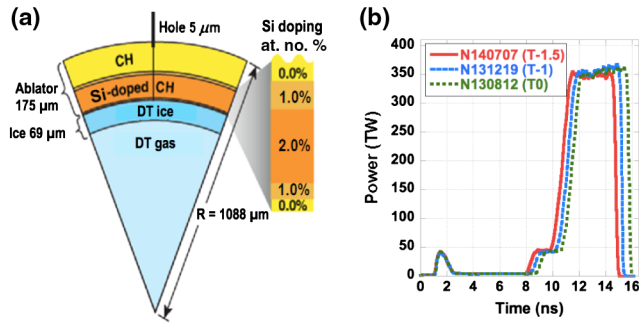 (a)
Hole 5 μm
Si doping
at. no. %
CH
0.0%
Ablator
175 μm
Si-doped CH
1.0%
Ice 69 μm
DT ice
DT gas
2.0%
1.0%
0.0%
R = 1088 μm
(b)
400
350
300
250
200
150
100
50
0
Power (TW)
N140707 (T-1.5)
N131219 (T-1)
N130812 (T0)
0 2 4 6 8 10 12 14 16
Time (ns)